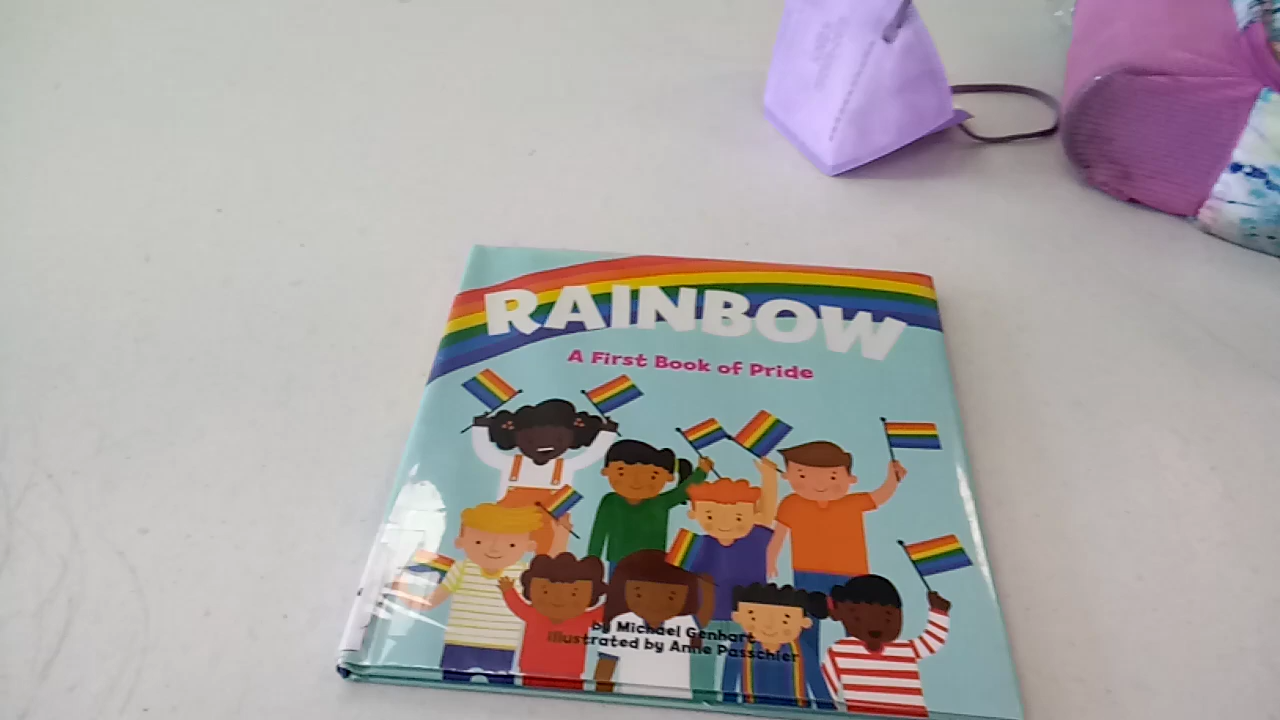 RAINBOW
A First Book of Pride
by Michael Genhart
illustrated by Anne Passchier